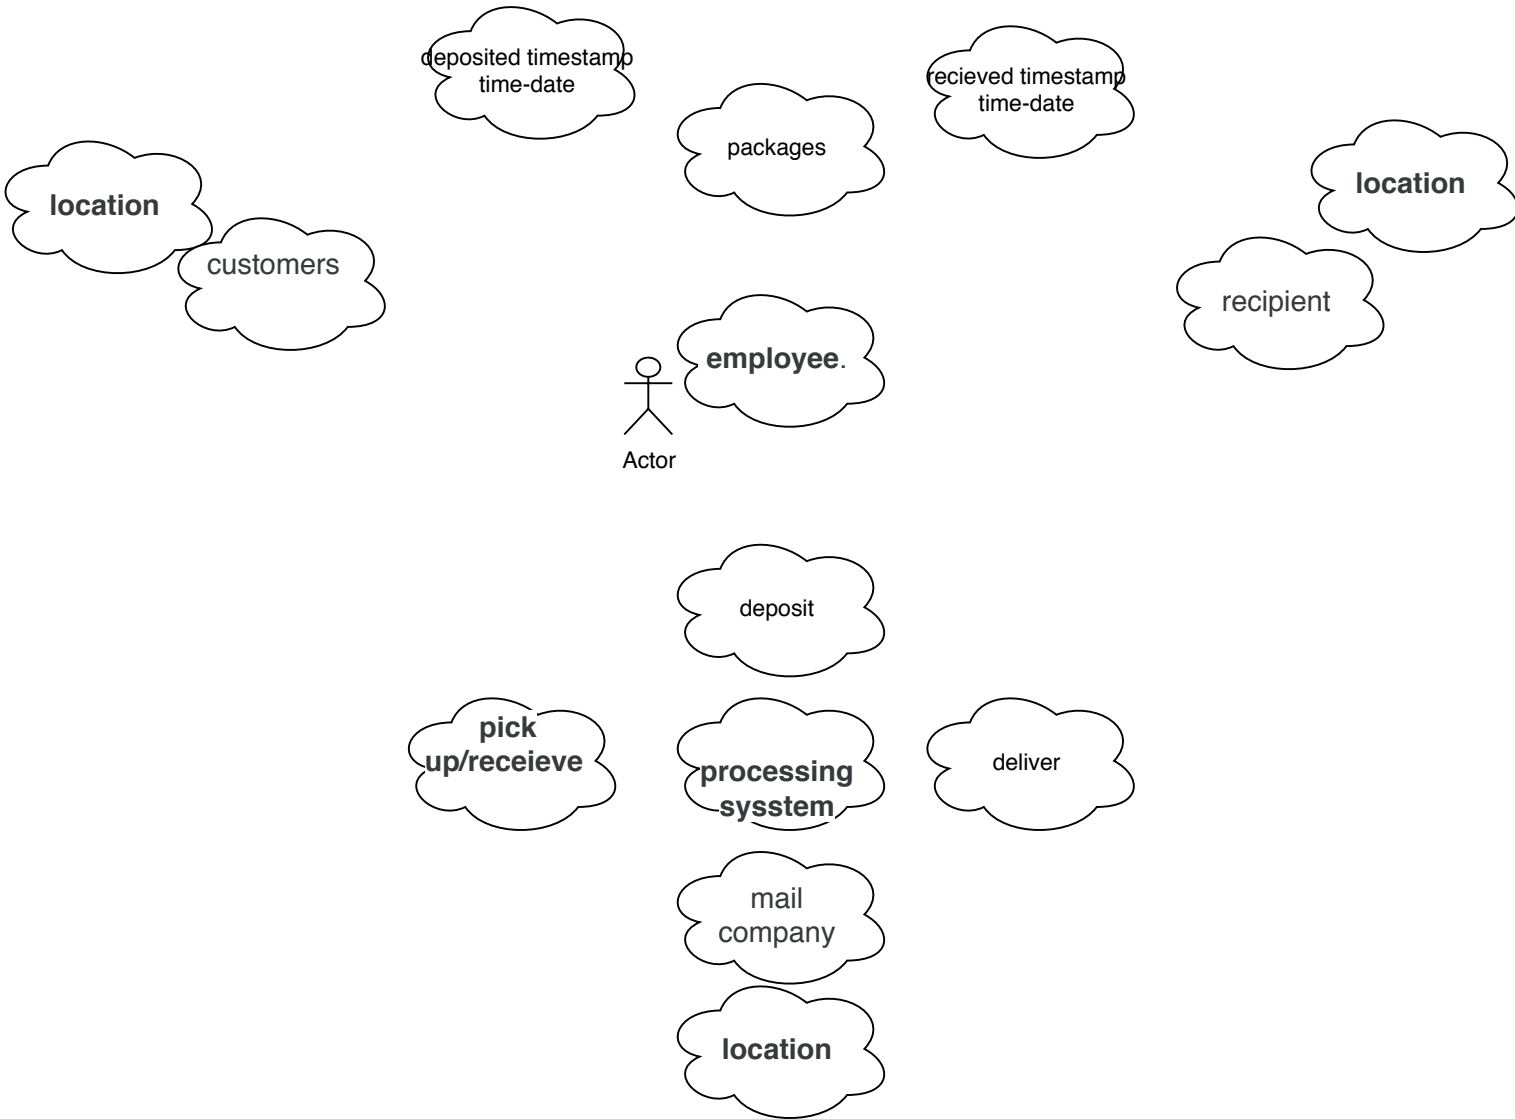 deposited timestamp
time-date
recieved timestamp
time-date
packages
location
location
customers
recipient
employee.
Actor
deposit
pick
up/receieve
processing
sysstem
deliver
mail
company
location